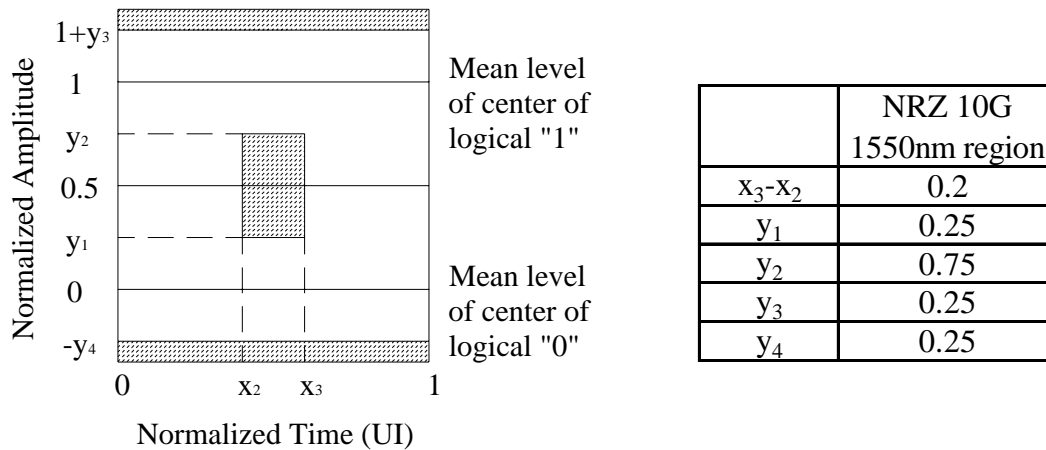 Normalized Amplitude
1+y₃
1
y₂
0.5
y₁
0
-y₄
0
x₂
x₃
1
Normalized Time (UI)
Mean level
of center of
logical "1"
Mean level
of center of
logical "0"
NRZ 10G
1550nm region
x₃-x₂ 0.2
y₁ 0.25
y₂ 0.75
y₃ 0.25
y₄ 0.25